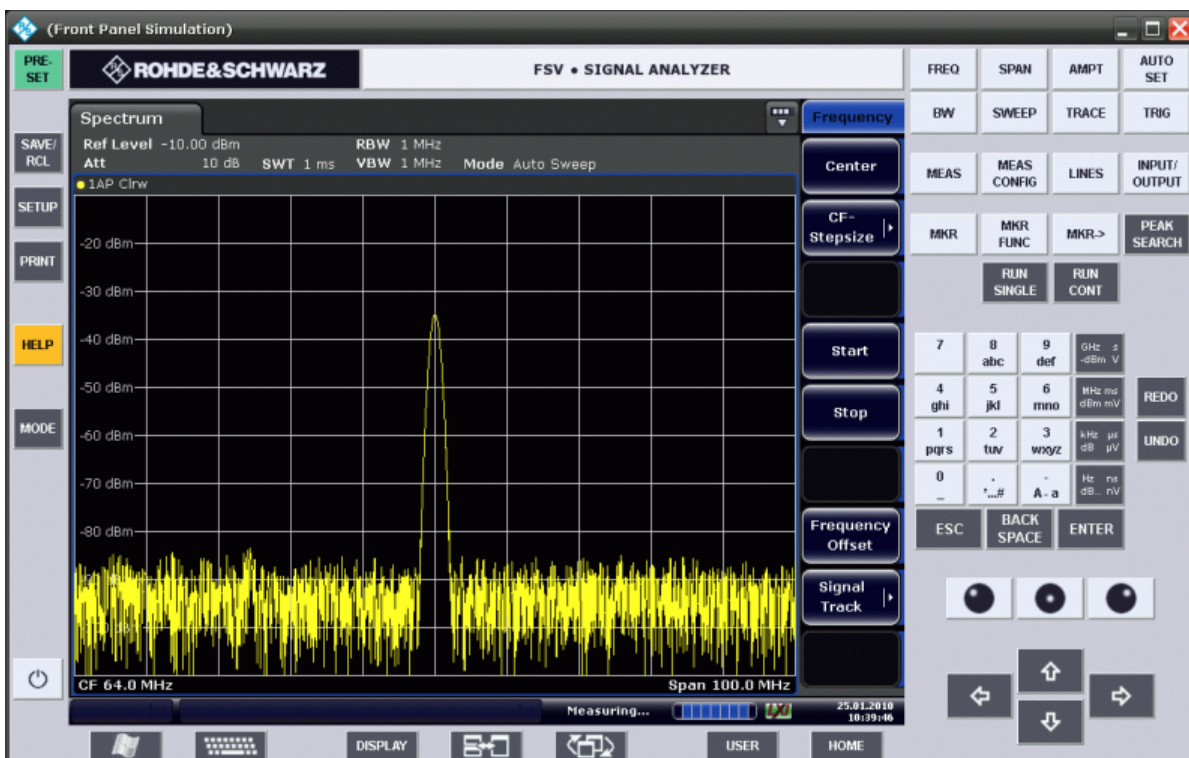 (Front Panel Simulation)
PRE-
SET
ROHDE&SCHWARZ
FSV • SIGNAL ANALYZER
FREQ
SPAN
AMPT
AUTO
SET
BW
SWEEP
TRACE
TRIG
SAVE/
RCL
SETUP
PRINT
HELP
MODE
Spectrum
Ref Level -10.00 dBm
RBW 1 MHz
Att 10 dB SWT 1 ms VBW 1 MHz Mode Auto Sweep
1AP Clrw
-20 dBm
-30 dBm
-40 dBm
-50 dBm
-60 dBm
-70 dBm
-80 dBm
CF 64.0 MHz
Span 100.0 MHz
Measuring...
LXI
25.01.2010
10:39:46
Frequency
Center
CF-
Stepsize
Start
Stop
Frequency
Offset
Signal
Track
MEAS
MEAS
CONFIG
LINES
INPUT/
OUTPUT
MKR
MKR
FUNC
MKR->
PEAK
SEARCH
RUN
SINGLE
RUN
CONT
7
8
abc
9
def
GHz s
-dBm V
4
ghi
5
jkl
6
mno
MHz ms
dBm mV
REDO
1
pqrs
2
tuv
3
wxyz
kHz µs
dB µV
UNDO
0
_
.
*...#
-
A - a
Hz ns
dB.. nV
ESC
BACK
SPACE
ENTER
DISPLAY
USER
HOME